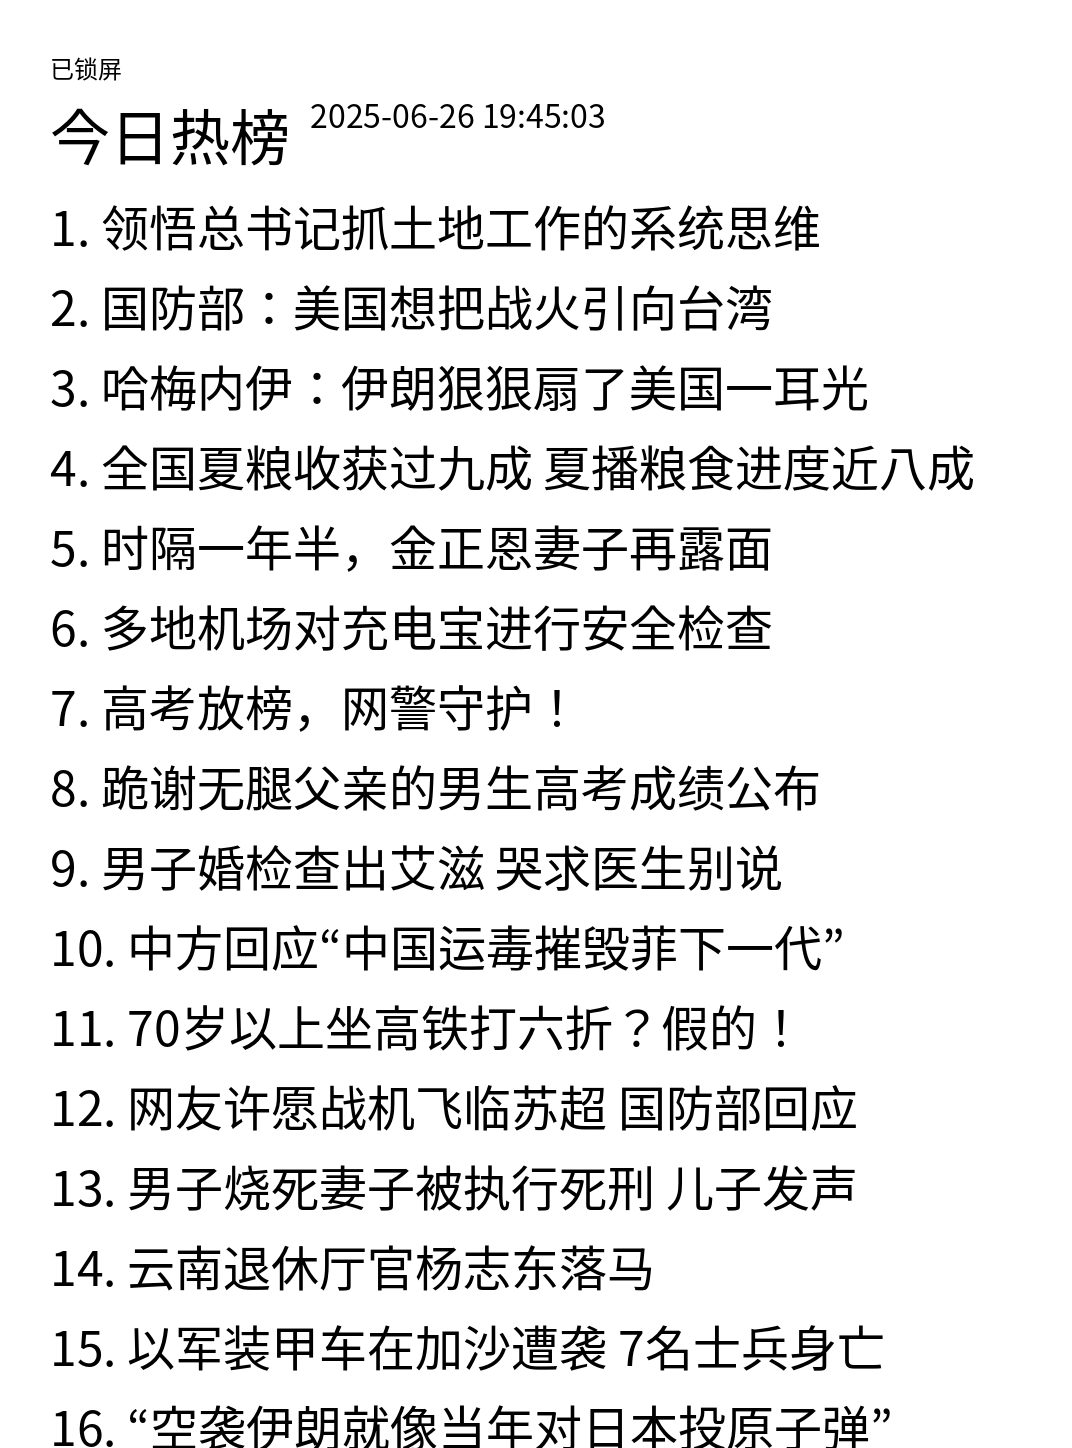 已锁屏
今日热榜 2025-06-26 19:45:03
1. 领悟总书记抓土地工作的系统思维
2. 国防部：美国想把战火引向台湾
3. 哈梅内伊：伊朗狠狠扇了美国一耳光
4. 全国夏粮收获过九成 夏播粮食进度近八成
5. 时隔一年半，金正恩妻子再露面
6. 多地机场对充电宝进行安全检查
7. 高考放榜，网警守护！
8. 跪谢无腿父亲的男生高考成绩公布
9. 男子婚检查出艾滋 哭求医生别说
10. 中方回应“中国运毒摧毁菲下一代”
11. 70岁以上坐高铁打六折？假的！
12. 网友许愿战机飞临苏超 国防部回应
13. 男子烧死妻子被执行死刑 儿子发声
14. 云南退休厅官杨志东落马
15. 以军装甲车在加沙遭袭 7名士兵身亡
16. “空袭伊朗就像当年对日本投原子弹”